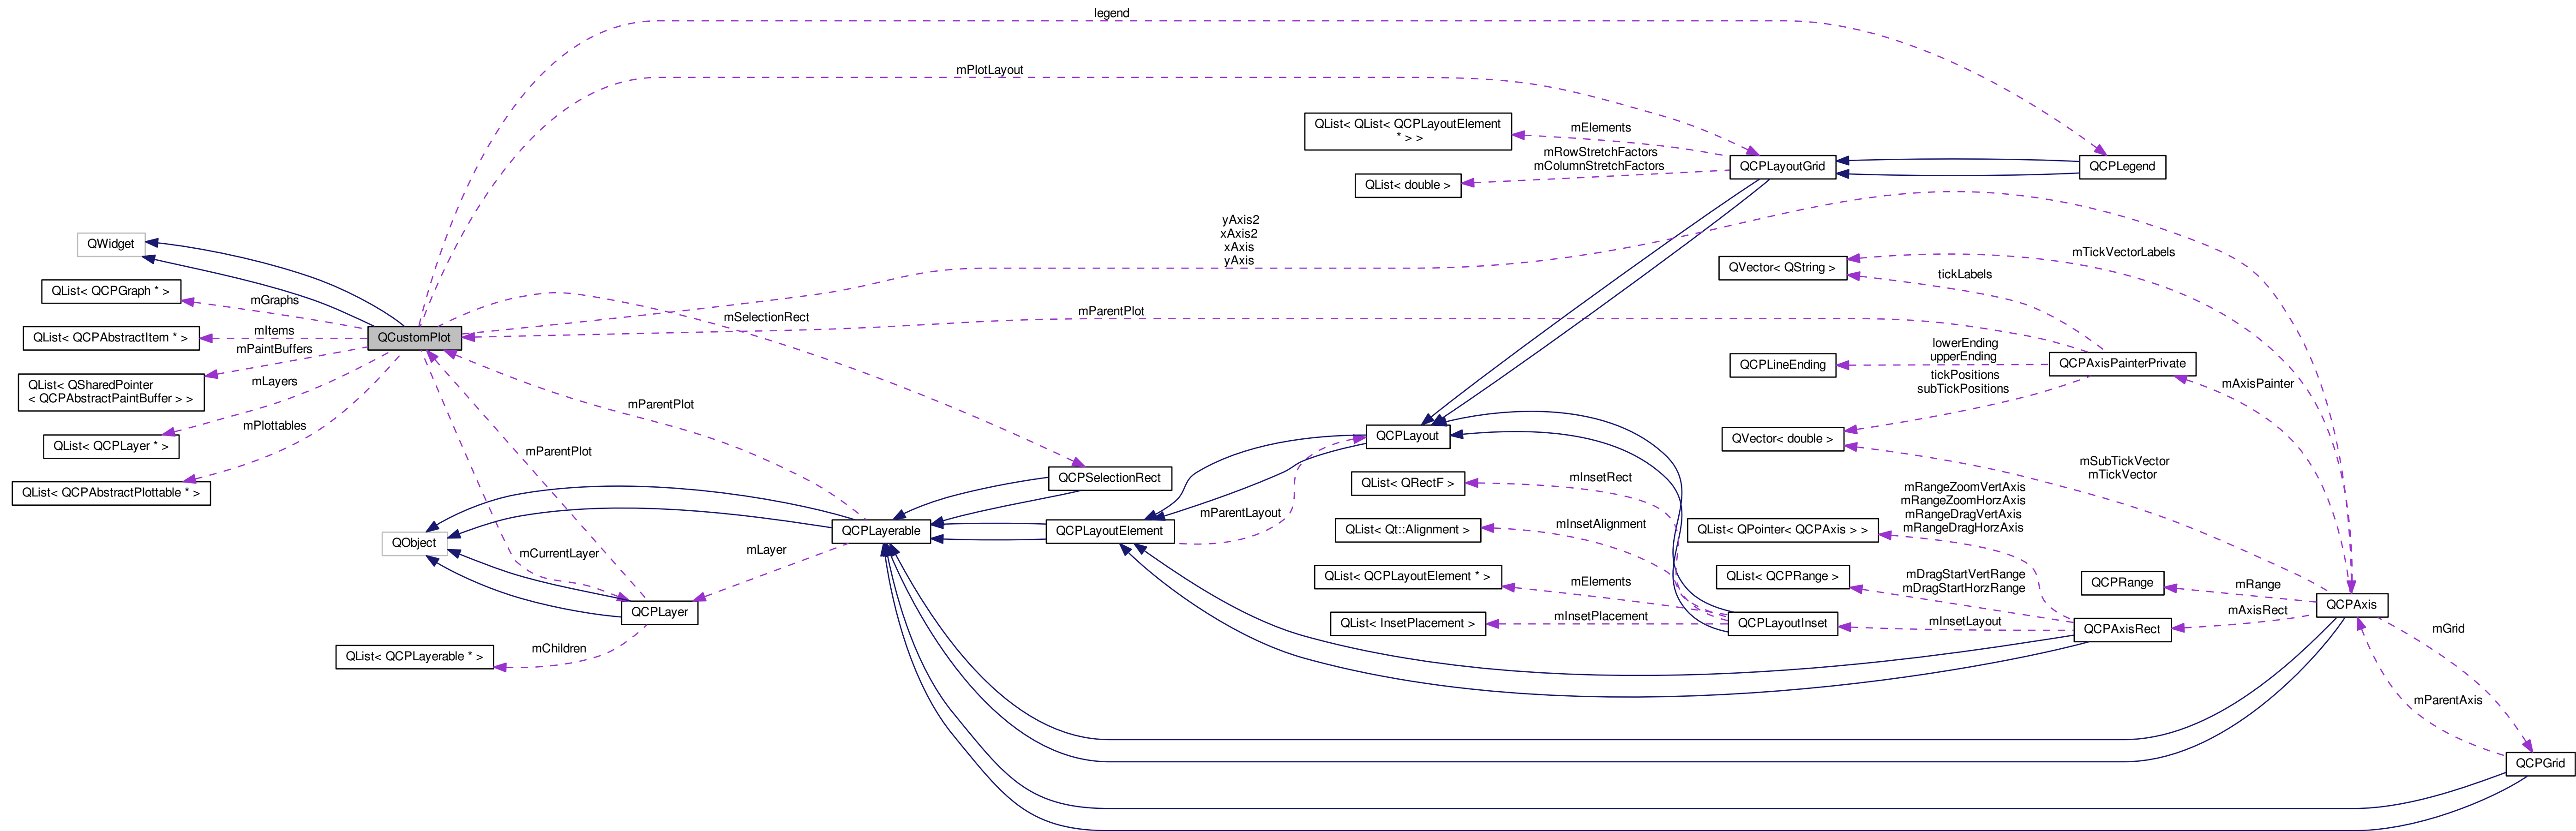 legend
mPlotLayout
QList< QList< QCPLayoutElement
* > >
mElements
mRowStretchFactors
mColumnStretchFactors
QList< double >
QCPLayoutGrid
QCPLegend
yAxis2
xAxis2
xAxis
yAxis
QWidget
QList< QCPGraph * >
mGraphs
QList< QCPAbstractItem * >
mItems
mPaintBuffers
QList< QSharedPointer
< QCPAbstractPaintBuffer > >
mLayers
QList< QCPLayer * >
mPlottables
QList< QCPAbstractPlottable * >
QCustomPlot
mSelectionRect
mParentPlot
mTickVectorLabels
QVector< QString >
tickLabels
QCPLineEnding
lowerEnding
upperEnding
tickPositions
subTickPositions
QCPAxisPainterPrivate
mAxisPainter
QVector< double >
mSubTickVector
mTickVector
mParentPlot
mParentPlot
QCPLayout
QCPSelectionRect
QList< QRectF >
mInsetRect
mParentLayout
QList< Qt::Alignment >
mInsetAlignment
QList< QPointer< QCPAxis > >
mRangeZoomVertAxis
mRangeZoomHorzAxis
mRangeDragVertAxis
mRangeDragHorzAxis
QObject
mCurrentLayer
mLayer
QCPLayerable
QCPLayoutElement
QList< QCPLayoutElement * >
mElements
QList< QCPRange >
mDragStartVertRange
mDragStartHorzRange
QCPRange
mRange
QCPAxis
mAxisRect
QCPLayer
QList< InsetPlacement >
mInsetPlacement
QCPLayoutInset
mInsetLayout
QCPAxisRect
mGrid
QList< QCPLayerable * >
mChildren
mParentAxis
QCPGrid